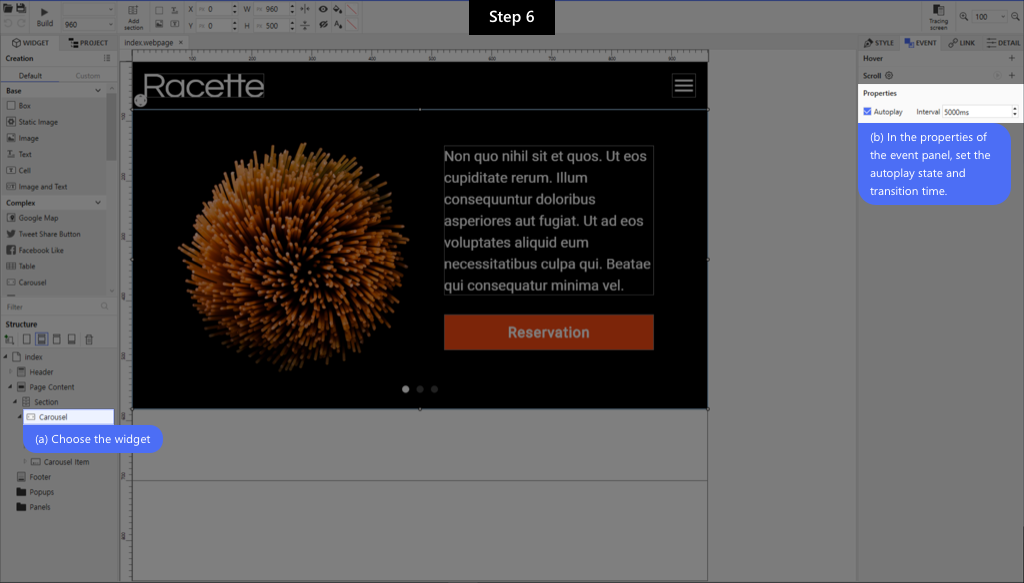 Step 6
Build
960
Add
section
X
0
W
960
Y
0
H
500
Tracing
screen
100
WIDGET
PROJECT
index.webpage ×
STYLE
EVENT
LINK
DETAIL
Creation
Default
Custom
Base
Box
Static Image
Image
Text
Cell
Image and Text
Complex
Google Map
Tweet Share Button
Facebook Like
Table
Carousel
Filter
Structure
Index
Header
Page Content
Section
Carousel
(a) Choose the widget
Carousel Item
Footer
Popups
Panels
Racette
Non quo nihil sit et quos. Ut eos
cupiditate rerum. Illum
consequuntur doloribus
asperiores aut fugiat. Ut ad eos
voluptates aliquid eum
necessitatibus culpa qui. Beatae
qui consequatur minima vel.
Reservation
Hover
Scroll
Properties
Autoplay
Interval
5000ms
(b) In the properties of
the event panel, set the
autoplay state and
transition time.